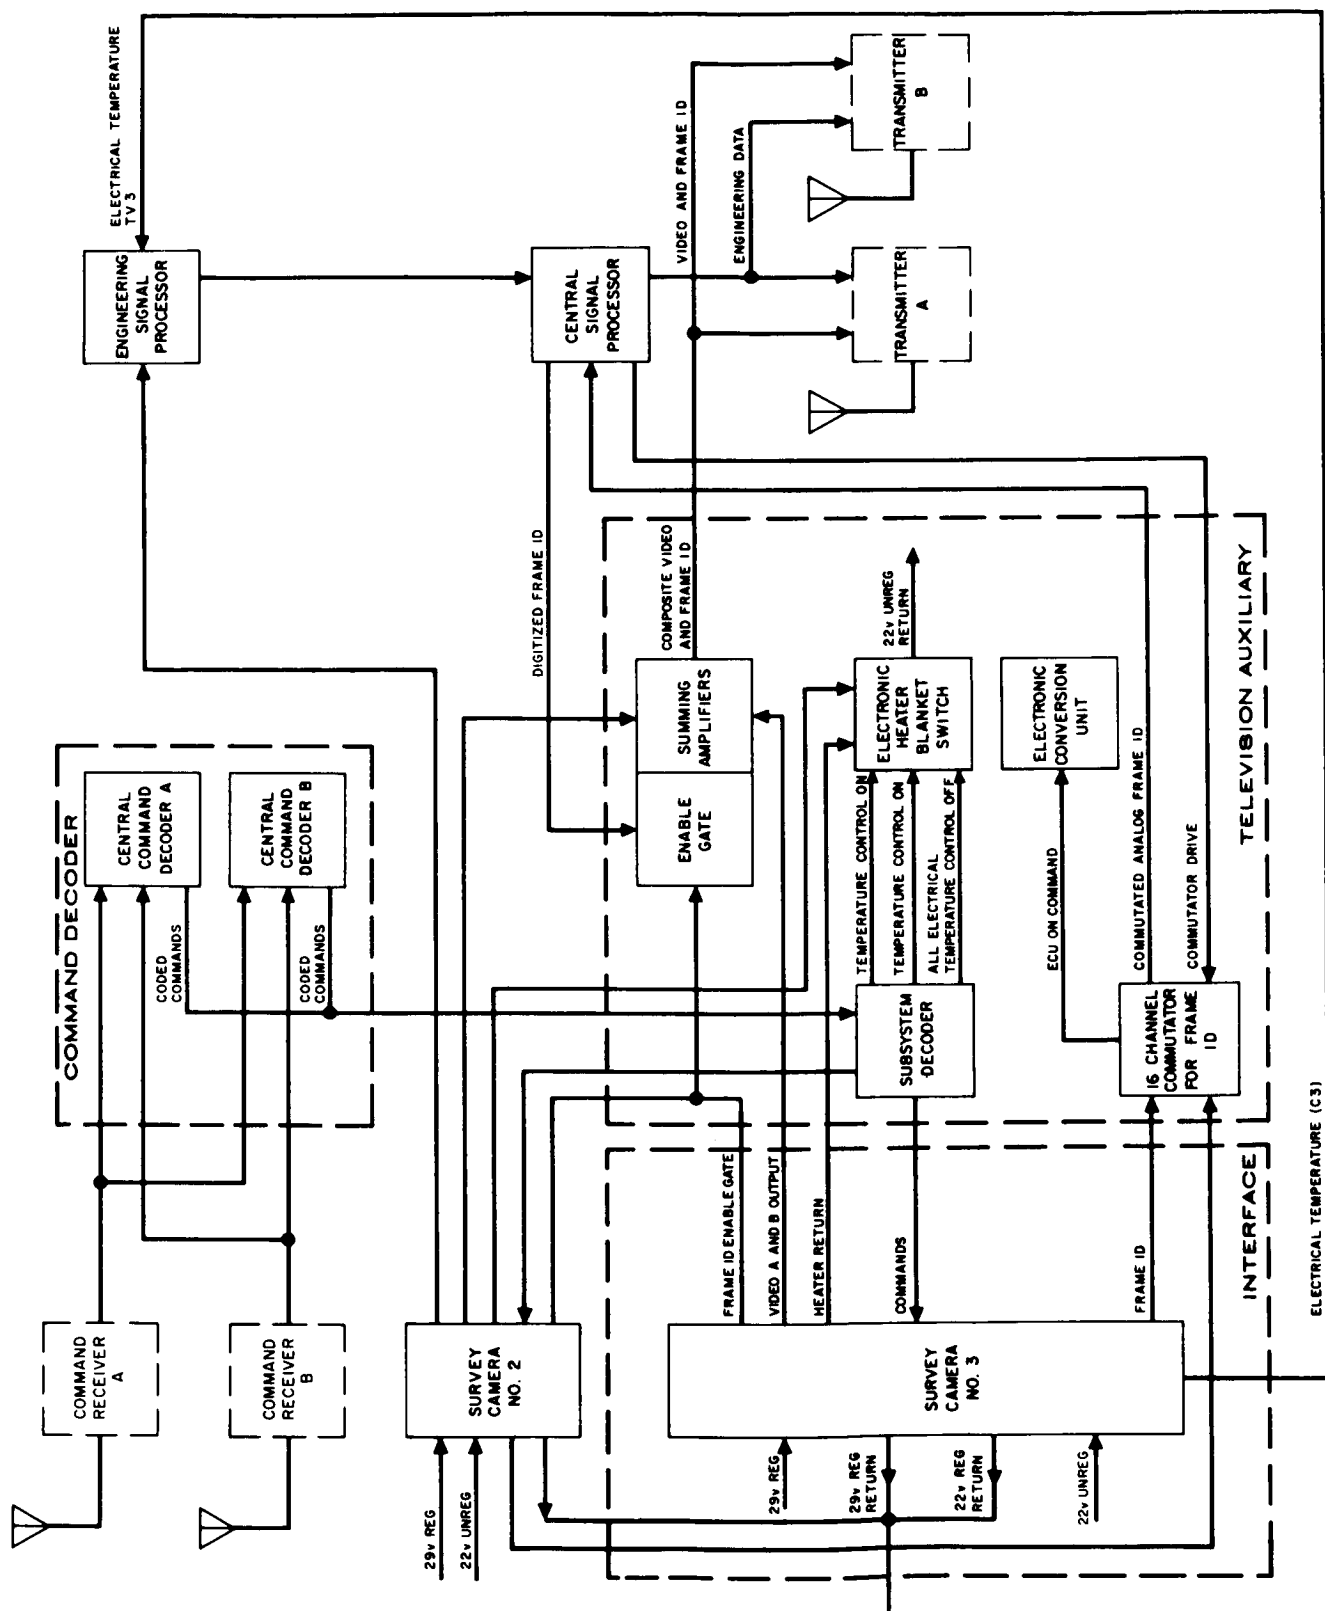 COMMAND
RECEIVER
A
COMMAND
RECEIVER
B
COMMAND DECODER
CENTRAL
COMMAND
DECODER A
CENTRAL
COMMAND
DECODER B
CODED
COMMANDS
CODED
COMMANDS
ENGINEERING
SIGNAL
PROCESSOR
ELECTRICAL TEMPERATURE
TV 3
29v REG
22v UNREG
SURVEY
CAMERA
NO. 2
DIGITIZED FRAME ID
CENTRAL
SIGNAL
PROCESSOR
ENABLE
GATE
SUMMING
AMPLIFIERS
COMPOSITE VIDEO
AND FRAME ID
VIDEO AND FRAME ID
ENGINEERING DATA
TRANSMITTER
A
TRANSMITTER
B
29v REG
29v REG
RETURN
22v REG
RETURN
22v UNREG
SURVEY
CAMERA
NO. 3
FRAME ID ENABLE GATE
VIDEO A AND B OUTPUT
HEATER RETURN
COMMANDS
FRAME ID
INTERFACE
SUBSYSTEM
DECODER
TEMPERATURE CONTROL ON
TEMPERATURE CONTROL ON
ALL ELECTRICAL
TEMPERATURE CONTROL OFF
ELECTRONIC
HEATER
BLANKET
SWITCH
22v UNREG
RETURN
ECU ON COMMAND
ELECTRONIC
CONVERSION
UNIT
16 CHANNEL
COMMUTATOR
FOR FRAME
ID
COMMUTATED ANALOG FRAME ID
COMMUTATOR DRIVE
TELEVISION AUXILIARY
ELECTRICAL TEMPERATURE (C3)